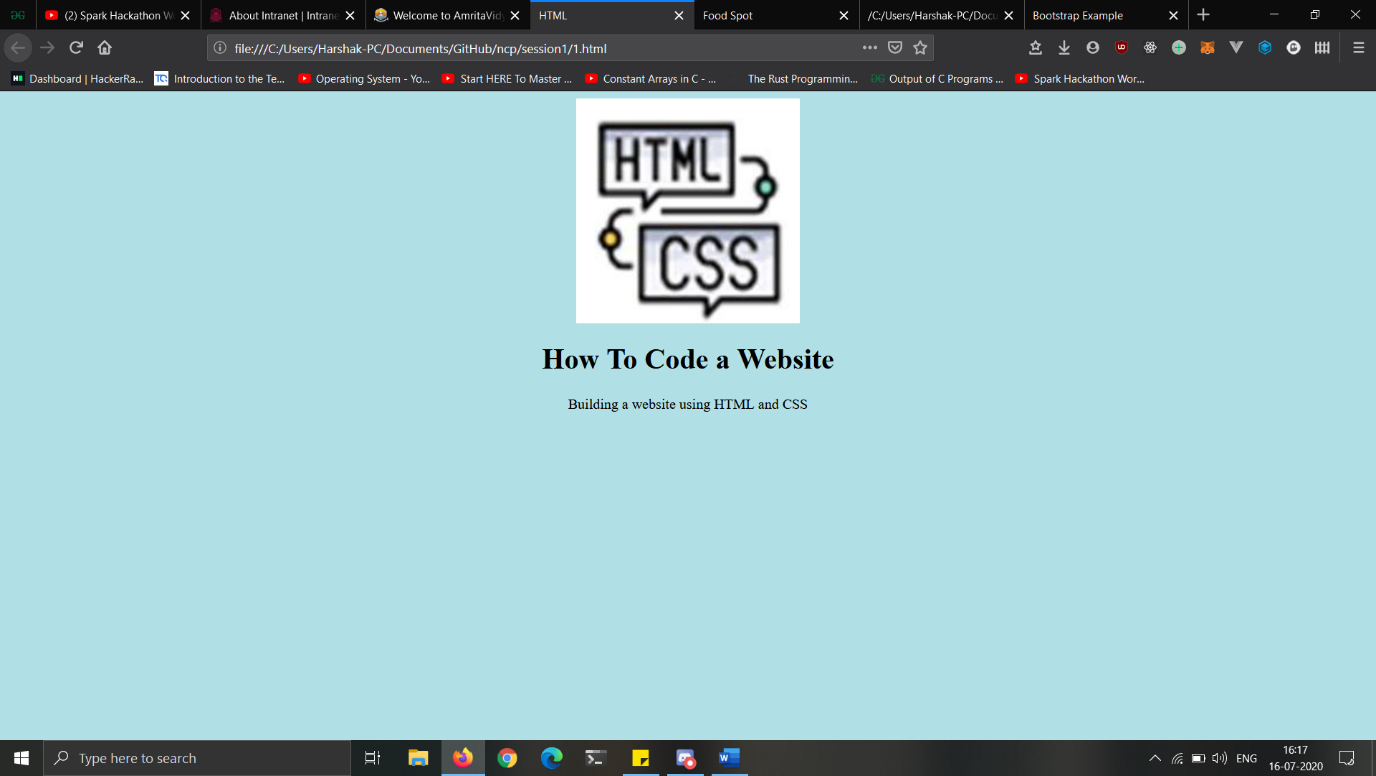 (2) Spark Hackathon W
About Intranet | Intrane
Welcome to AmritaVid
HTML
Food Spot
/C:/Users/Harshak-PC/Docu
Bootstrap Example
file:///C:/Users/Harshak-PC/Documents/GitHub/ncp/session1/1.html
Dashboard | HackerRa...
Introduction to the Te...
Operating System - Yo...
Start HERE To Master ...
Constant Arrays in C - ...
The Rust Programmin...
Output of C Programs ...
Spark Hackathon Wor...
HTML
CSS
How To Code a Website
Building a website using HTML and CSS
Type here to search
ENG
16:17
16-07-2020